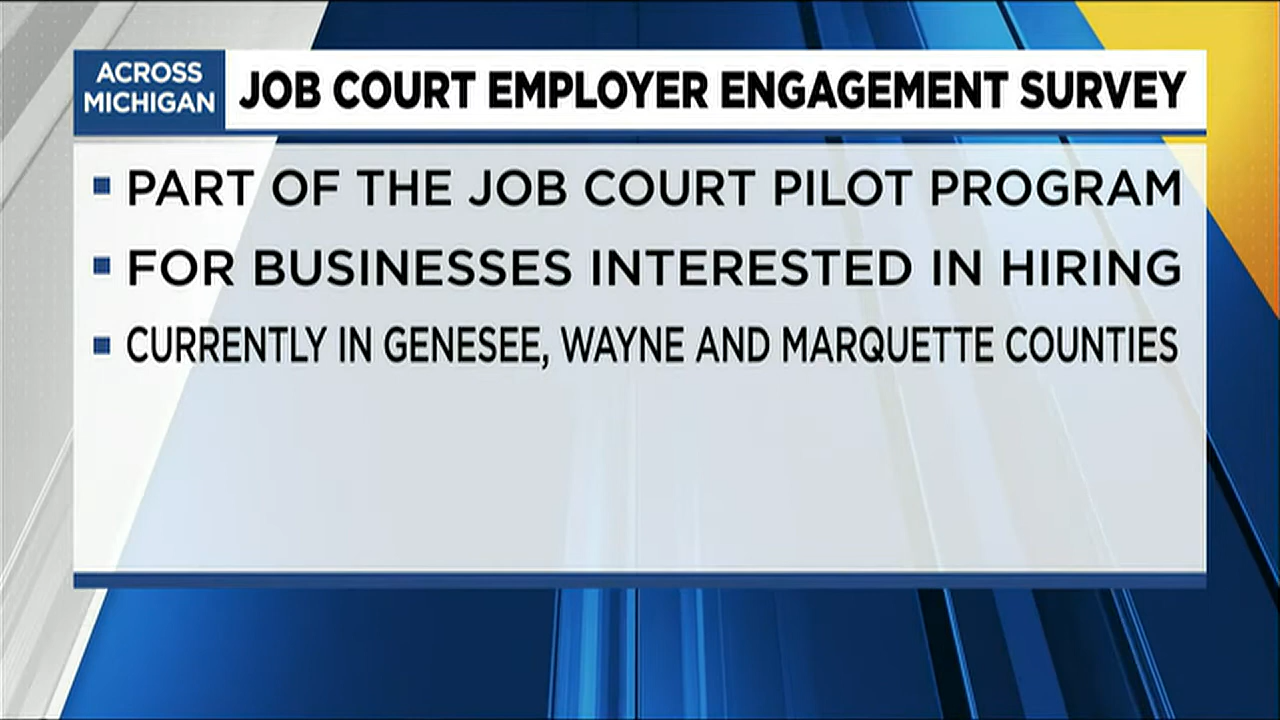 ACROSS
MICHIGAN
JOB COURT EMPLOYER ENGAGEMENT SURVEY
PART OF THE JOB COURT PILOT PROGRAM
FOR BUSINESSES INTERESTED IN HIRING
CURRENTLY IN GENESEE, WAYNE AND MARQUETTE COUNTIES